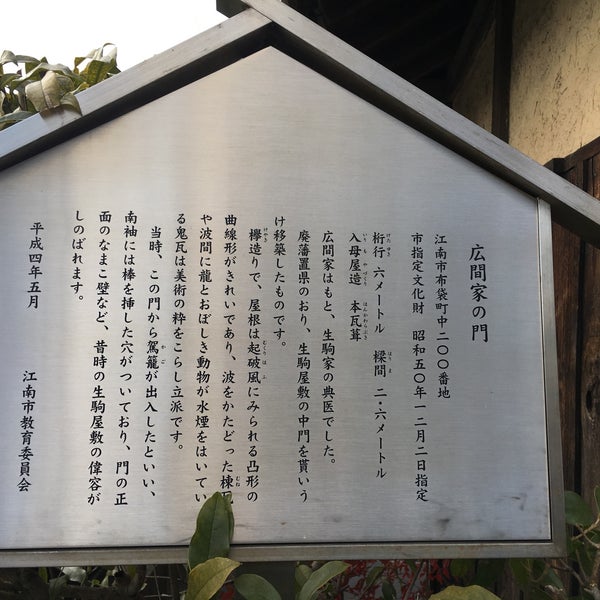 広間家の門
江南市布袋町中二〇〇番地
市指定文化財　昭和五〇年一二月二日指定
桁行　六メートル　梁間　二・六メートル
入母屋造　本瓦葺
広間家はもと、生駒家の典医でした。
廃藩置県のおり、生駒屋敷の中門を貰いう
け移築したものです。
欅造りで、屋根は起破風にみられる凸形の
曲線形がきれいであり、波をかたどった棟瓦
や波間に龍とおぼしき動物が水煙をはいてい
る鬼瓦は美術の粋をこらし立派です。
当時、この門から駕籠が出入したといい、
南袖には棒を挿した穴がついており、門の正
面のなまこ壁など、昔時の生駒屋敷の偉容が
しのばれます。
平成四年五月　江南市教育委員会